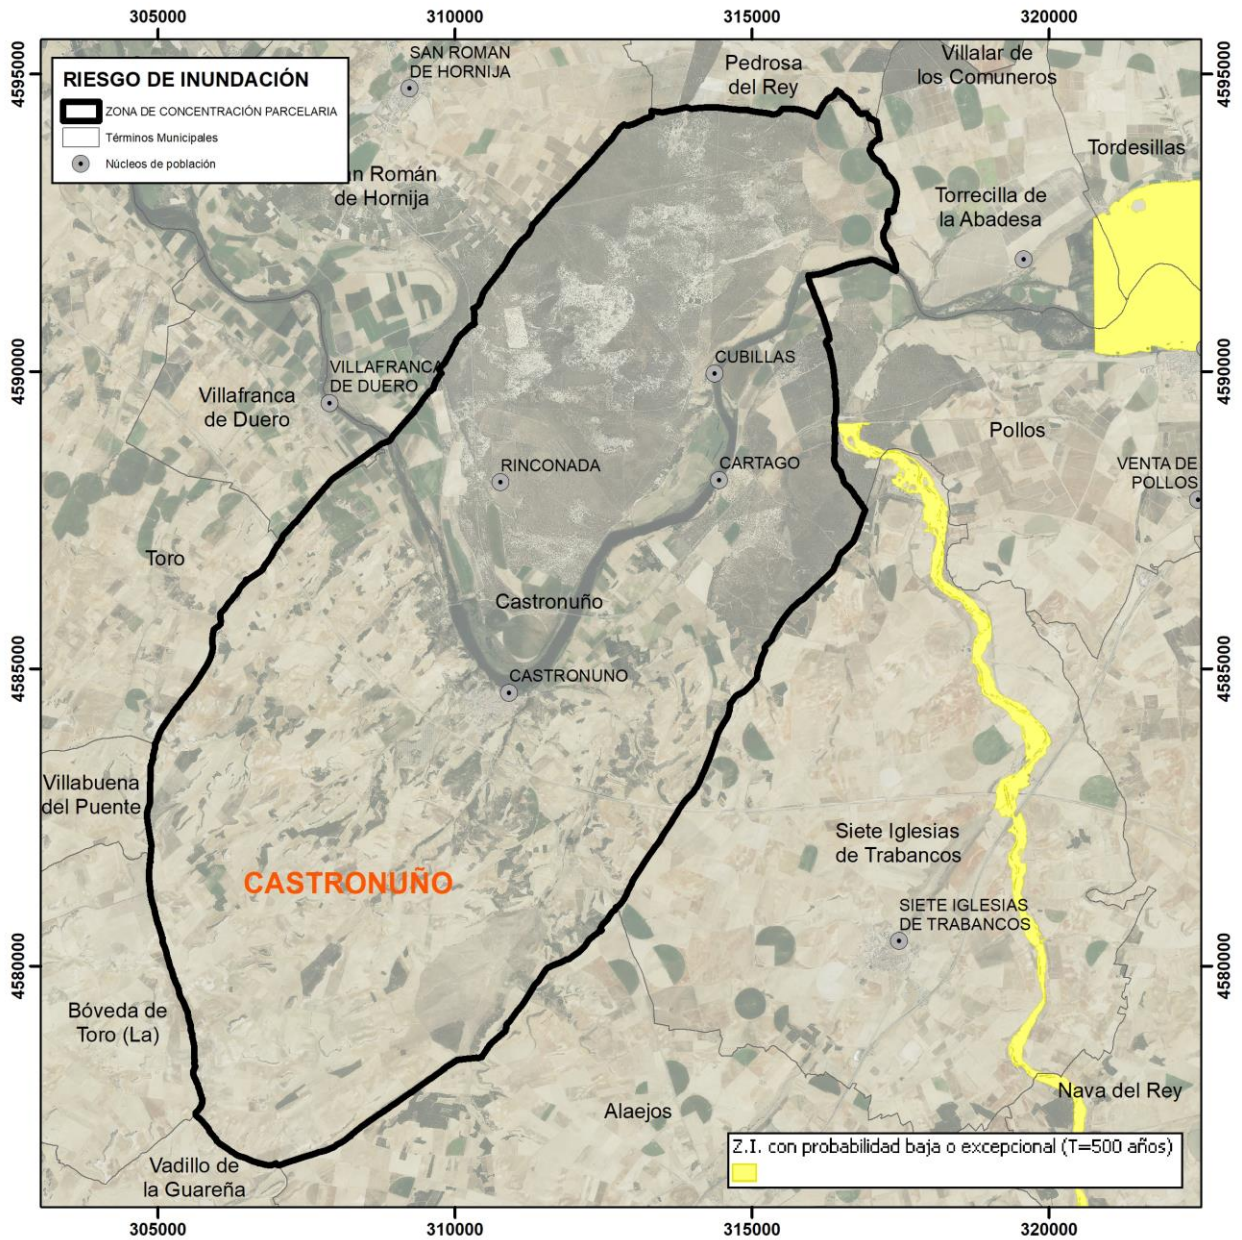 305000
310000
315000
320000
4595000
4595000
RIESGO DE INUNDACIÓN
ZONA DE CONCENTRACIÓN PARCELARIA
Términos Municipales
Núcleos de población
SAN ROMAN
DE HORNIJA
Pedrosa
del Rey
Villalar de
los Comuneros
Tordesillas
n Román
de Hornija
Torrecilla de
la Abadesa
4590000
4590000
VILLAFRANCA
DE DUERO
CUBILLAS
Villafranca
de Duero
Pollos
RINCONADA
CARTAGO
VENTA DE
POLLOS
Toro
Castronuño
4585000
4585000
CASTRONUNO
Villabuena
del Puente
Siete Iglesias
de Trabancos
CASTRONUÑO
SIETE IGLESIAS
DE TRABANCOS
4580000
4580000
Bóveda de
Toro (La)
Nava del Rey
Alaejos
Z.I. con probabilidad baja o excepcional (T=500 años)
Vadillo de
la Guareña
305000
310000
315000
320000